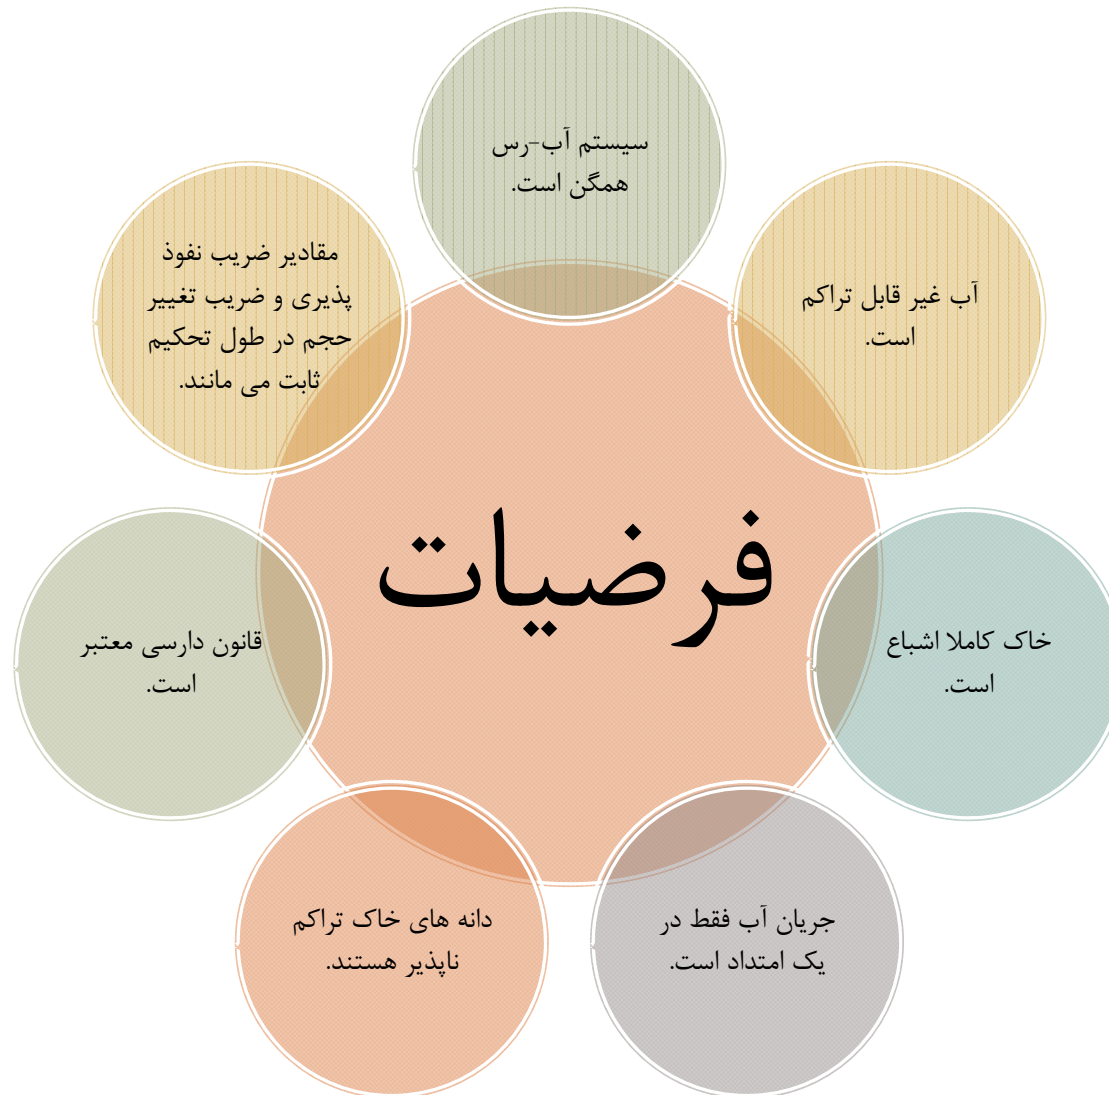 فرضیات
سیستم آب-رس
همگن است.
آب غیر قابل تراکم
است.
خاک کاملا اشباع
است.
جریان آب فقط در
یک امتداد است.
دانه های خاک تراکم
ناپذیر هستند.
قانون دارسی معتبر
است.
مقادیر ضریب نفوذ
پذیری و ضریب تغییر
حجم در طول تحکیم
ثابت می مانند.